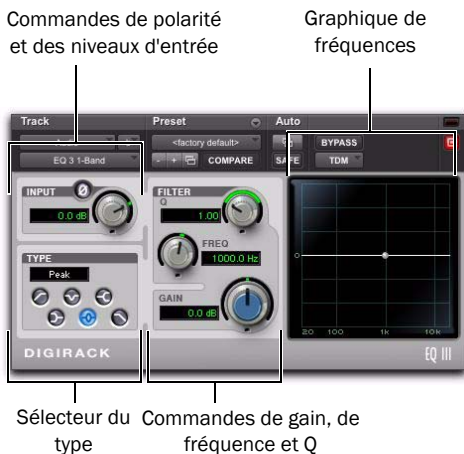 Commandes de polarité
et des niveaux d'entrée
Graphique de
fréquences
Track
Preset
Auto
<factory default>
BYPASS
EQ 3 1-Band
- + COMPARE
SAFE
TDM
INPUT
Ø
0.0 dB
FILTER
Q
1.00
FREQ
1000.0 Hz
TYPE
Peak
GAIN
0.0 dB
0
20 100 1k 10k
DIGIRACK
EQ III
Sélecteur du
type
Commandes de gain, de
fréquence et Q